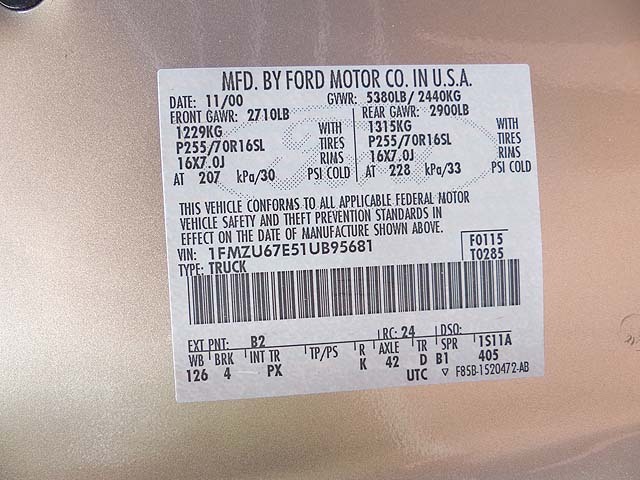 MFD. BY FORD MOTOR CO. IN U.S.A.
DATE: 11/00 GVWR: 5380LB/ 2440KG
FRONT GAWR: 2710LB REAR GAWR: 2900LB
1229KG WITH 1315KG WITH
P255/70R16SL TIRES P255/70R16SL TIRES
16X7.0J RIMS 16X7.0J RIMS
AT 207 kPa/30 PSI COLD AT 228 kPa/33 PSI COLD
THIS VEHICLE CONFORMS TO ALL APPLICABLE FEDERAL MOTOR
VEHICLE SAFETY AND THEFT PREVENTION STANDARDS IN
EFFECT ON THE DATE OF MANUFACTURE SHOWN ABOVE.
VIN: 1FMZU67E51UB95681 F0115
TYPE: TRUCK T0285
EXT PNT: B2 RC: 24 DSO:
WB BRK INT TR TP/PS R AXLE TR SPR 1S11A
126 4 PX K 42 D B1 405
UTC ▽ F85B-1520472-AB